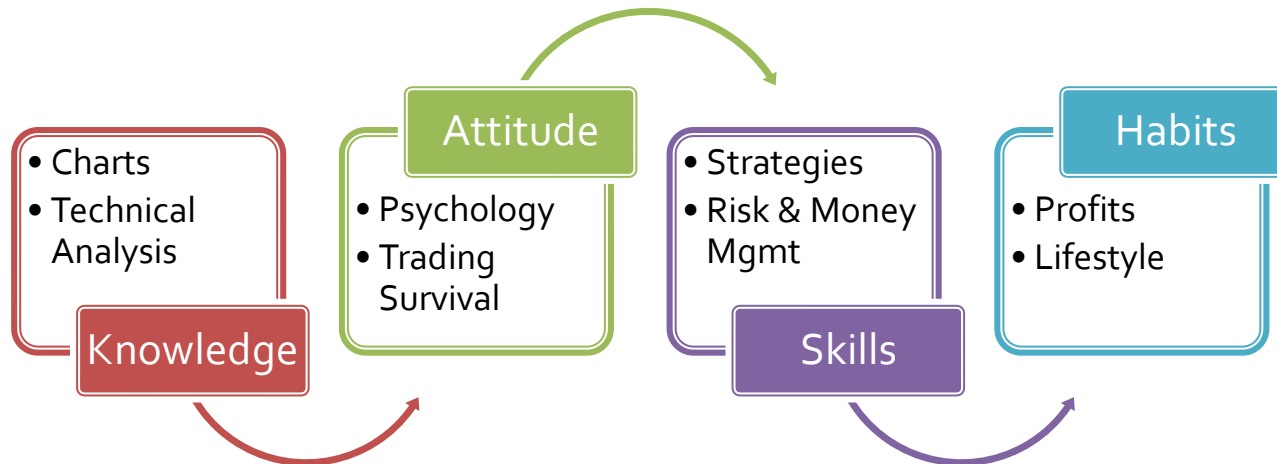 • Charts
• Technical
Analysis
Knowledge
Attitude
• Psychology
• Trading
Survival
• Strategies
• Risk & Money
Mgmt
Skills
Habits
• Profits
• Lifestyle